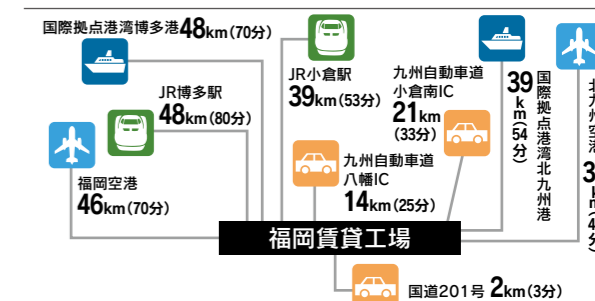 国際拠点港湾博多港48km(70分)
JR博多駅
48km(80分)
福岡空港
46km(70分)
JR小倉駅
39km(53分)
九州自動車道
小倉南IC
21km
(33分)
九州自動車道
八幡IC
14km(25分)
国際拠点港湾北九州港
39km(54分)
北九州空港
福岡賃貸工場
国道201号 2km(3分)